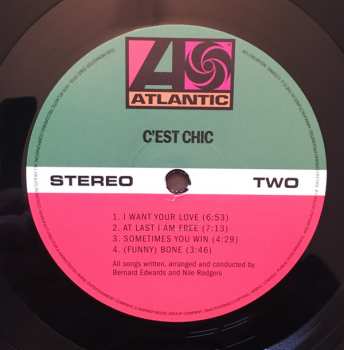 ATLANTIC
C'EST CHIC
STEREO TWO
1. I WANT YOUR LOVE (6:53)
2. AT LAST I AM FREE (7:13)
3. SOMETIMES YOU WIN (4:29)
4. (FUNNY) BONE (3:46)
All songs written, arranged and conducted by
Bernard Edwards and Nile Rodgers